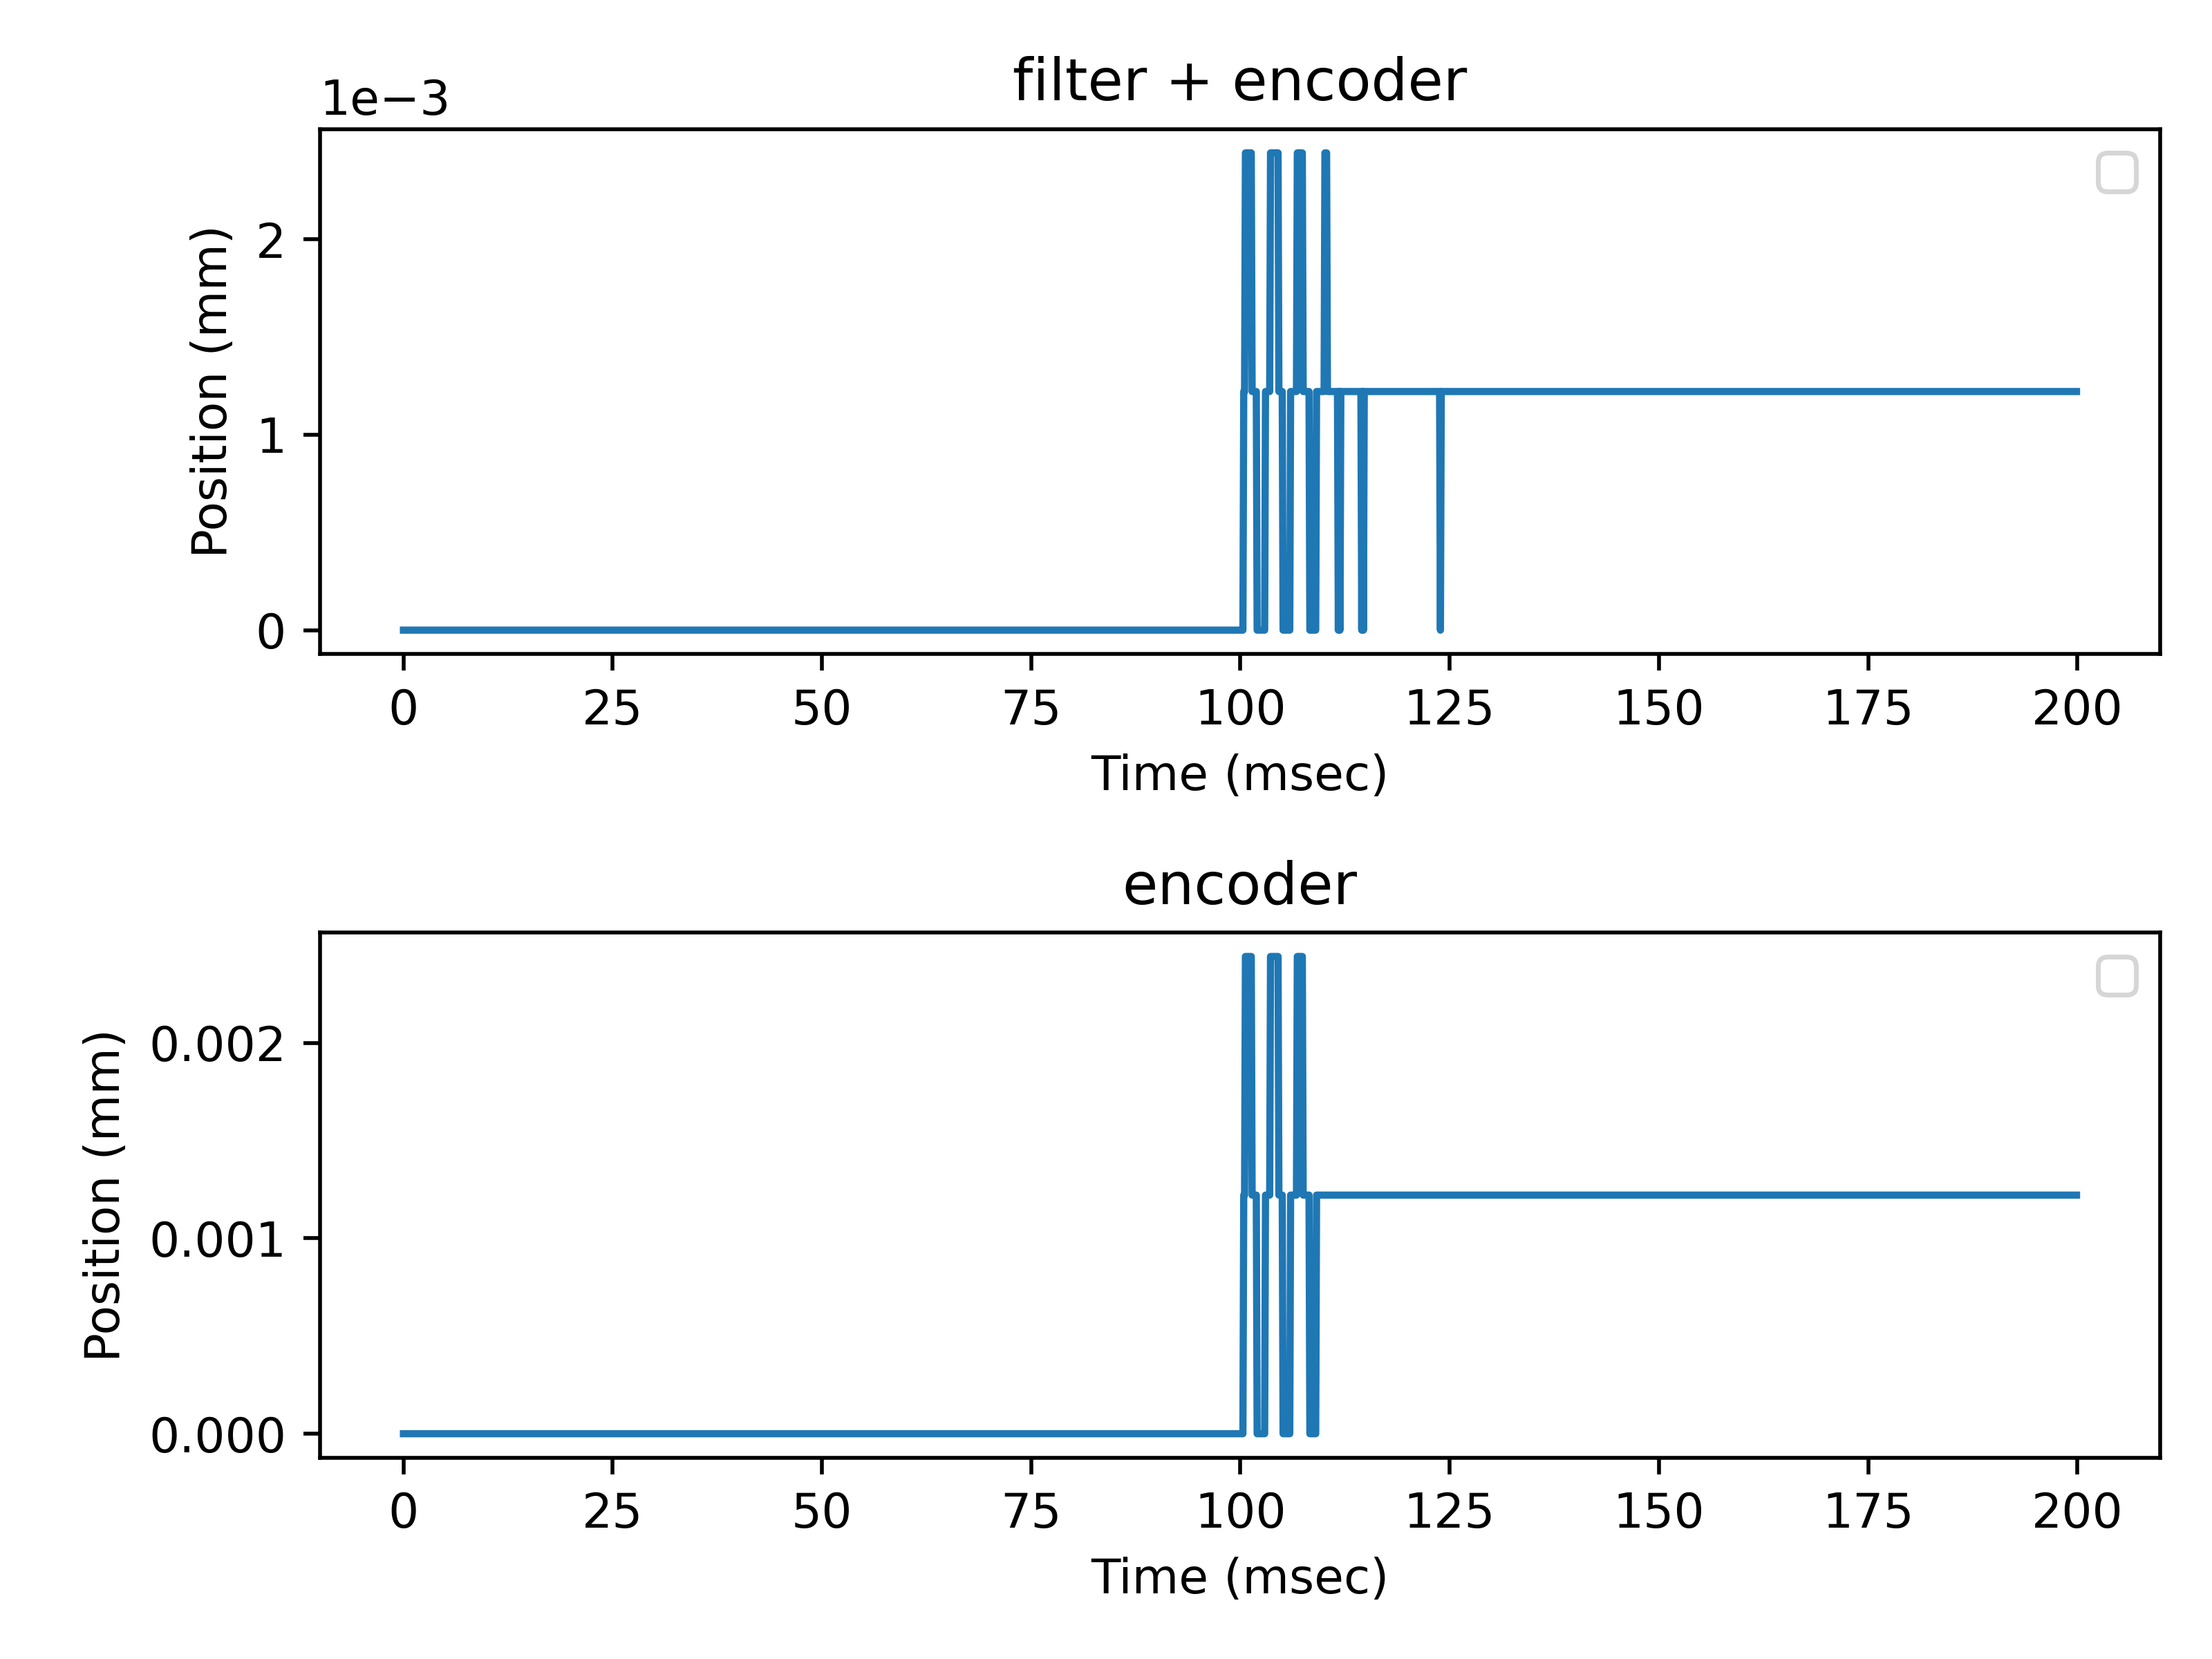 filter + encoder
1e−3
Position (mm)
2
1
0
0 25 50 75 100 125 150 175 200
Time (msec)
encoder
Position (mm)
0.002
0.001
0.000
0 25 50 75 100 125 150 175 200
Time (msec)